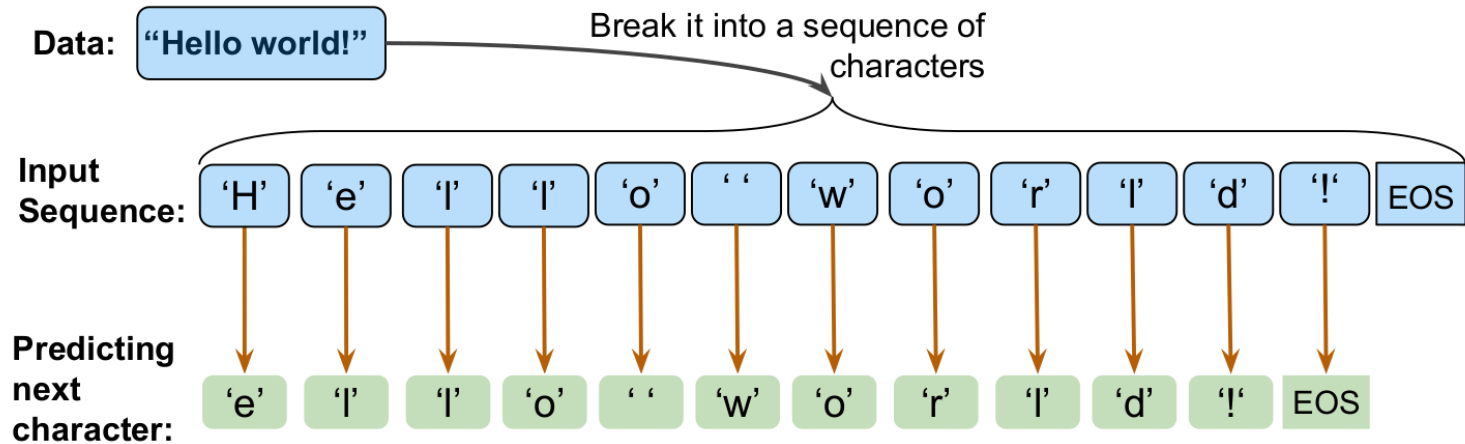 Data: “Hello world!” Break it into a sequence of
characters
Input
Sequence: ‘H’ ‘e’ ‘l’ ‘l’ ‘o’ ‘ ‘ ‘w’ ‘o’ ‘r’ ‘l’ ‘d’ ‘!‘ EOS
Predicting
next
character: ‘e’ ‘l’ ‘l’ ‘o’ ‘ ‘ ‘w’ ‘o’ ‘r’ ‘l’ ‘d’ ‘!‘ EOS